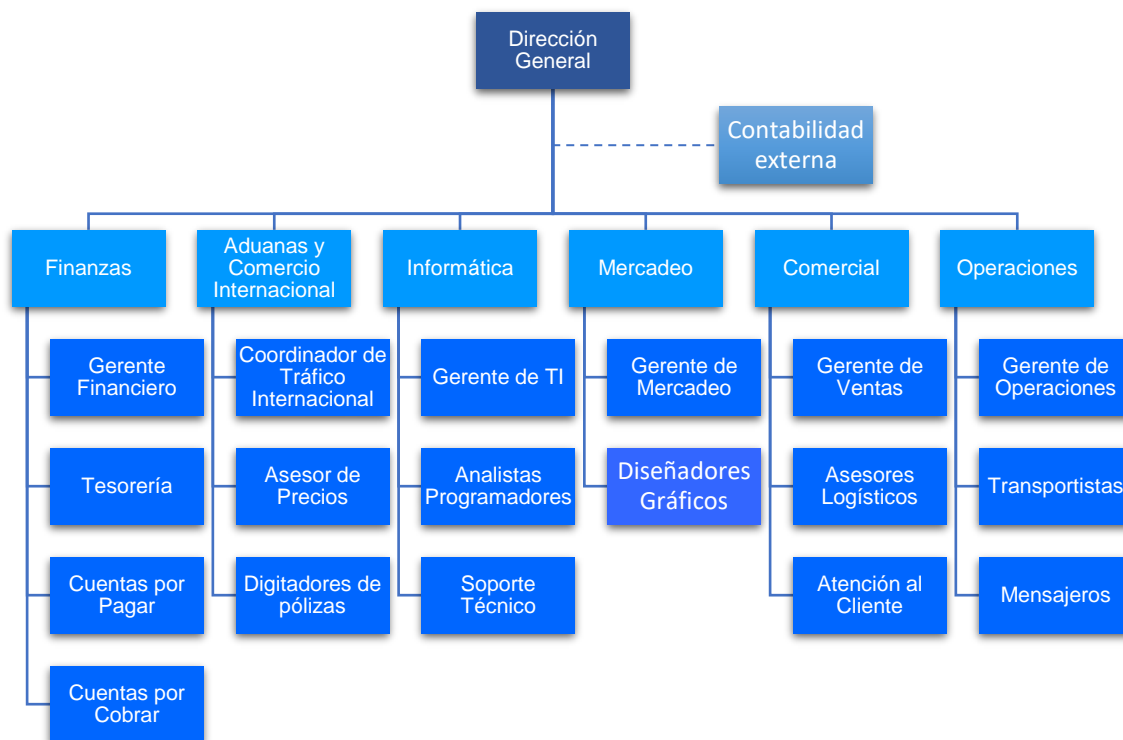 Dirección
General
Contabilidad
externa
Finanzas
Aduanas y
Comercio
Internacional
Informática
Mercadeo
Comercial
Operaciones
Gerente
Financiero
Coordinador de
Tráfico
Internacional
Gerente de TI
Gerente de
Mercadeo
Gerente de
Ventas
Gerente de
Operaciones
Tesorería
Asesor de
Precios
Analistas
Programadores
Diseñadores
Gráficos
Asesores
Logísticos
Transportistas
Cuentas por
Pagar
Digitadores de
pólizas
Soporte
Técnico
Atención al
Cliente
Mensajeros
Cuentas por
Cobrar